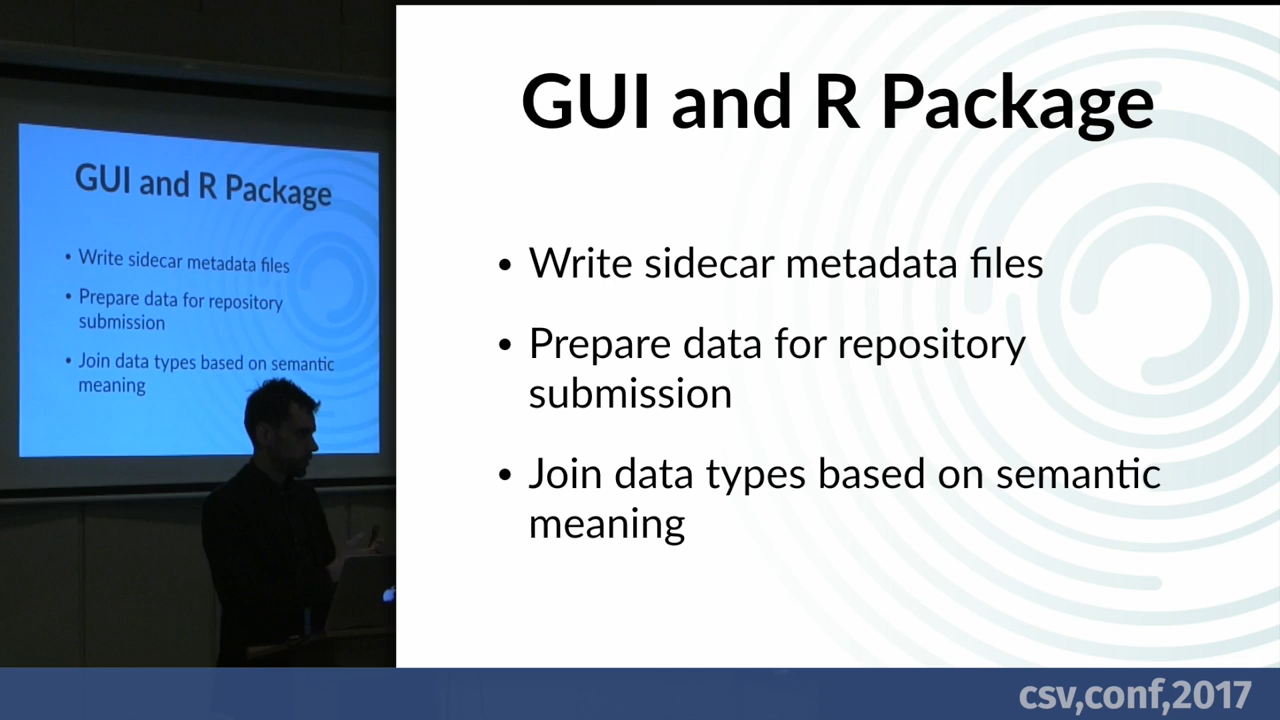 GUI and R Package
• Write sidecar metadata files
• Prepare data for repository
submission
• Join data types based on semantic
meaning
GUI and R Package
• Write sidecar metadata files
• Prepare data for repository
submission
• Join data types based on semantic
meaning
csv,conf,2017